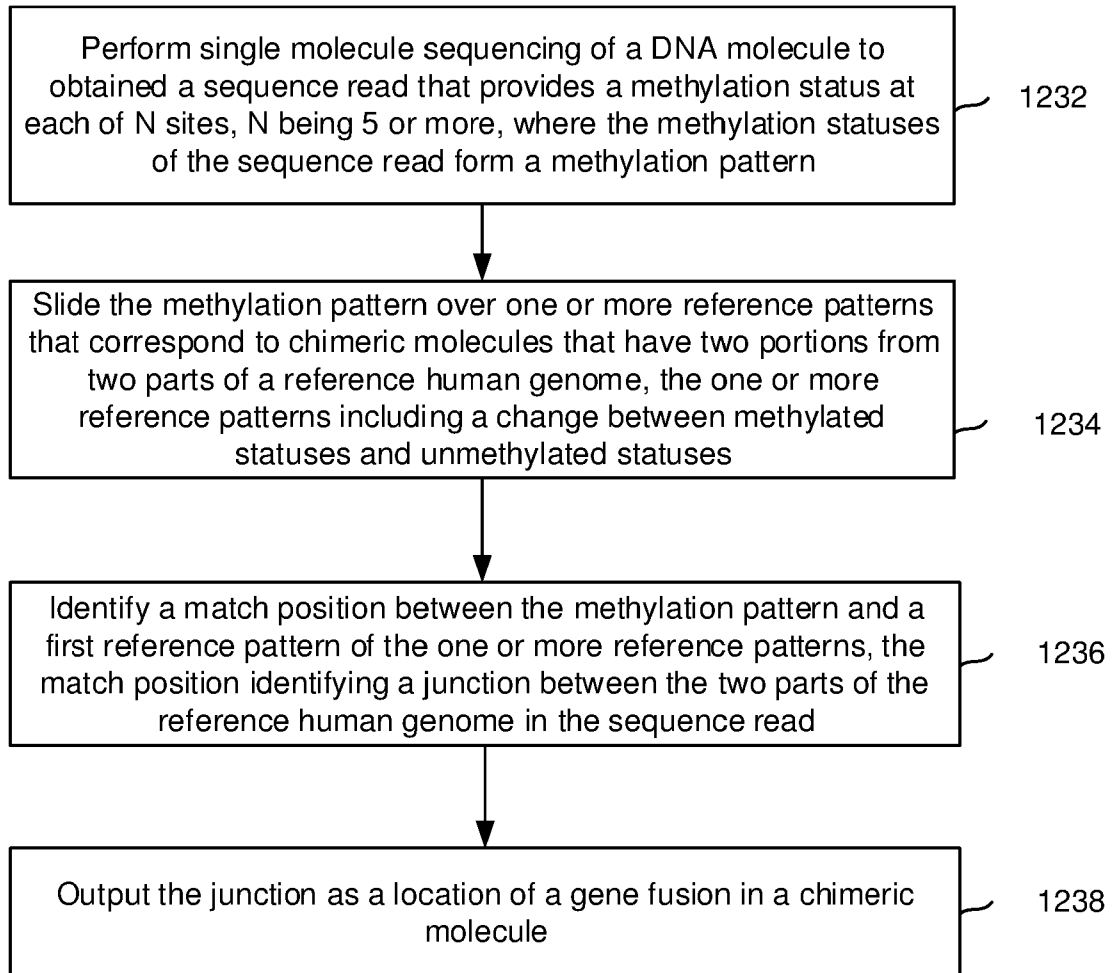 Perform single molecule sequencing of a DNA molecule to
obtained a sequence read that provides a methylation status at
each of N sites, N being 5 or more, where the methylation statuses
of the sequence read form a methylation pattern
1232
Slide the methylation pattern over one or more reference patterns
that correspond to chimeric molecules that have two portions from
two parts of a reference human genome, the one or more
reference patterns including a change between methylated
statuses and unmethylated statuses
1234
Identify a match position between the methylation pattern and a
first reference pattern of the one or more reference patterns, the
match position identifying a junction between the two parts of the
reference human genome in the sequence read
1236
Output the junction as a location of a gene fusion in a chimeric
molecule
1238